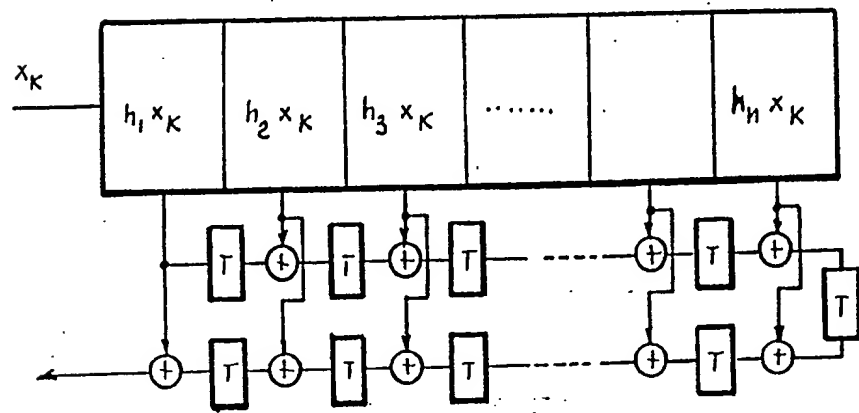 x_K
h_1 x_K h_2 x_K h_3 x_K ....... h_n x_K
+ + + +
T T T T
T
+ + + + +
T T T T